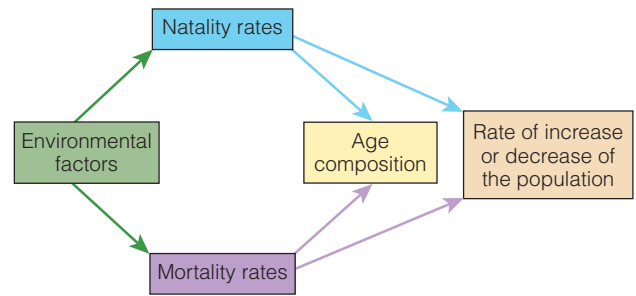 Natality rates
Environmental
factors
Age
composition
Rate of increase
or decrease of
the population
Mortality rates